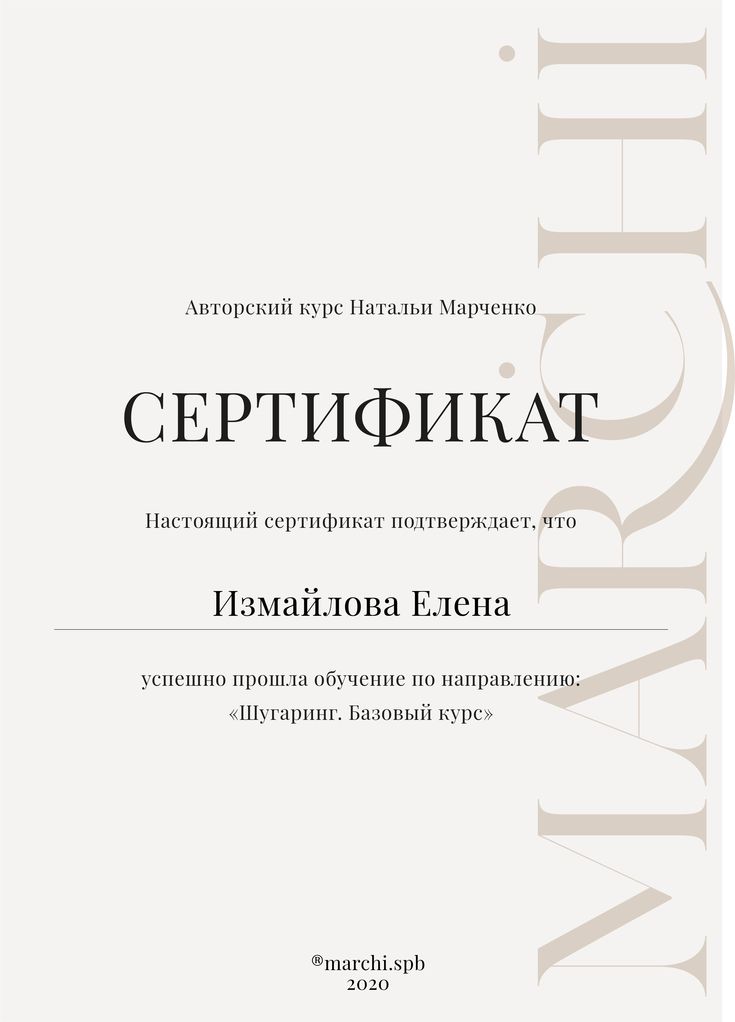 MARCHI
Авторский курс Натальи Марченко
СЕРТИФИКАТ
Настоящий сертификат подтверждает, что
Измайлова Елена
успешно прошла обучение по направлению:
«Шугаринг. Базовый курс»
®marchi.spb
2020